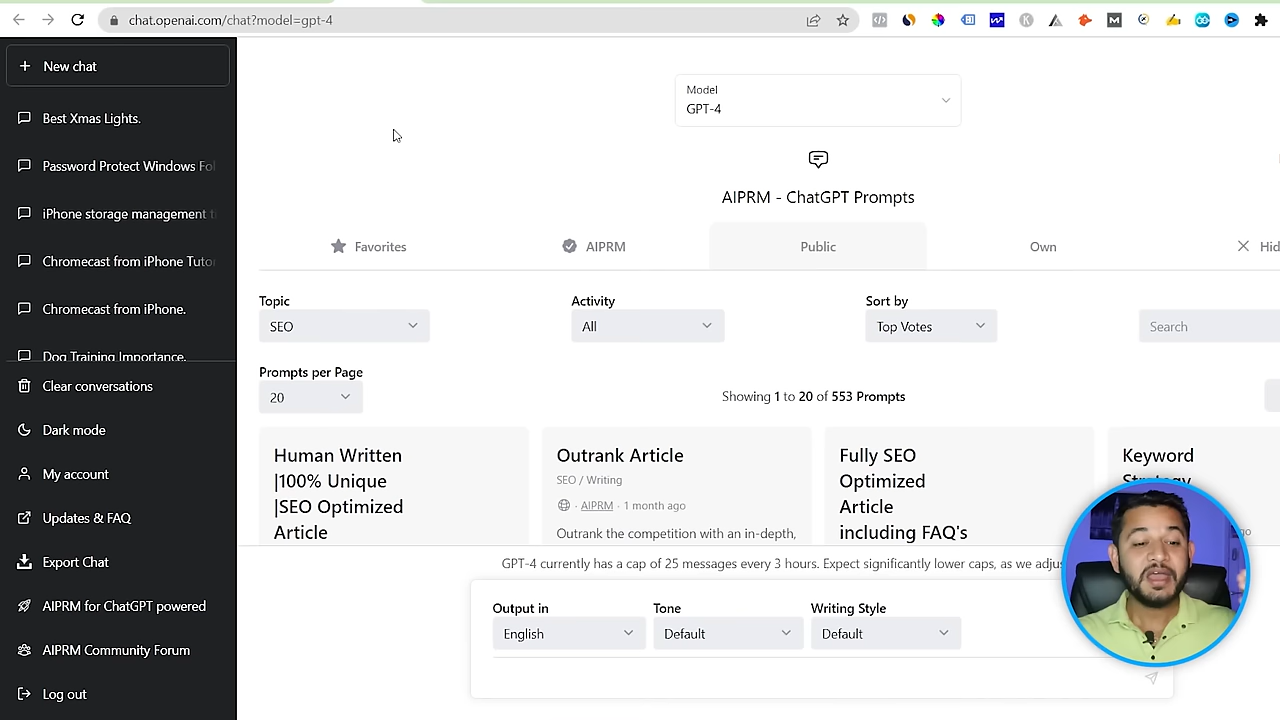 chat.openai.com/chat?model=gpt-4
New chat
Best Xmas Lights.
Password Protect Windows Fol
iPhone storage management t
Chromecast from iPhone Tutor
Chromecast from iPhone.
Dog Training Importance.
Clear conversations
Dark mode
My account
Updates & FAQ
Export Chat
AIPRM for ChatGPT powered
AIPRM Community Forum
Log out
Model
GPT-4
AIPRM - ChatGPT Prompts
Favorites
AIPRM
Public
Own
Hid
Topic
SEO
Activity
All
Sort by
Top Votes
Search
Prompts per Page
20
Showing 1 to 20 of 553 Prompts
Human Written
|100% Unique
|SEO Optimized
Article
Outrank Article
SEO / Writing
· AIPRM · 1 month ago
Outrank the competition with an in-depth,
Fully SEO
Optimized
Article
including FAQ's
Keyword
Strategy
GPT-4 currently has a cap of 25 messages every 3 hours. Expect significantly lower caps, as we adjus
Output in
English
Tone
Default
Writing Style
Default